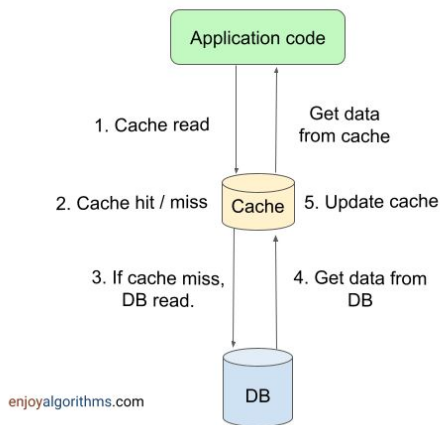 Application code
1. Cache read
Get data
from cache
2. Cache hit / miss
Cache
5. Update cache
3. If cache miss,
DB read.
4. Get data from
DB
DB
enjoyalgorithms.com